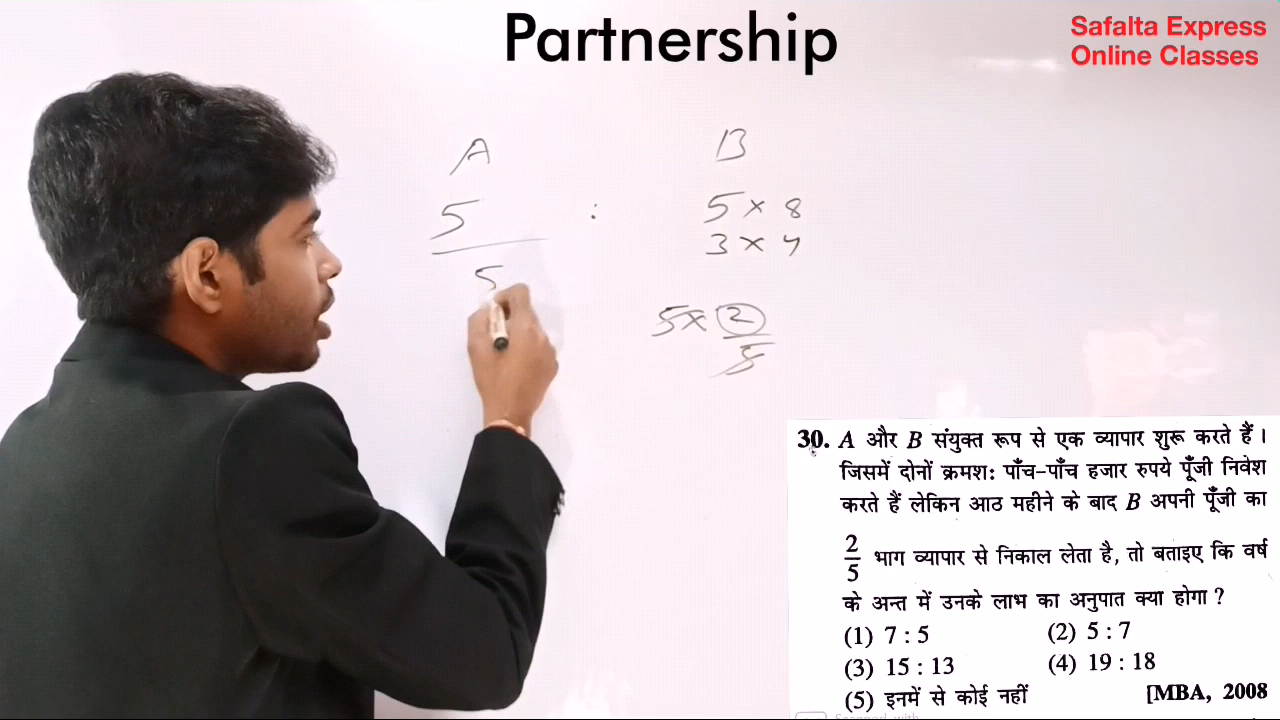 Partnership
Safalta Express
Online Classes
A B
5 : 5 × 8
3 × 4
5
5 × 2/5
30. A और B संयुक्त रूप से एक व्यापार शुरू करते हैं।
जिसमें दोनों क्रमश: पाँच-पाँच हजार रुपये पूँजी निवेश
करते हैं लेकिन आठ महीने के बाद B अपनी पूँजी का
2/5 भाग व्यापार से निकाल लेता है, तो बताइए कि वर्ष
के अन्त में उनके लाभ का अनुपात क्या होगा ?
(1) 7 : 5 (2) 5 : 7
(3) 15 : 13 (4) 19 : 18
(5) इनमें से कोई नहीं [MBA, 2008